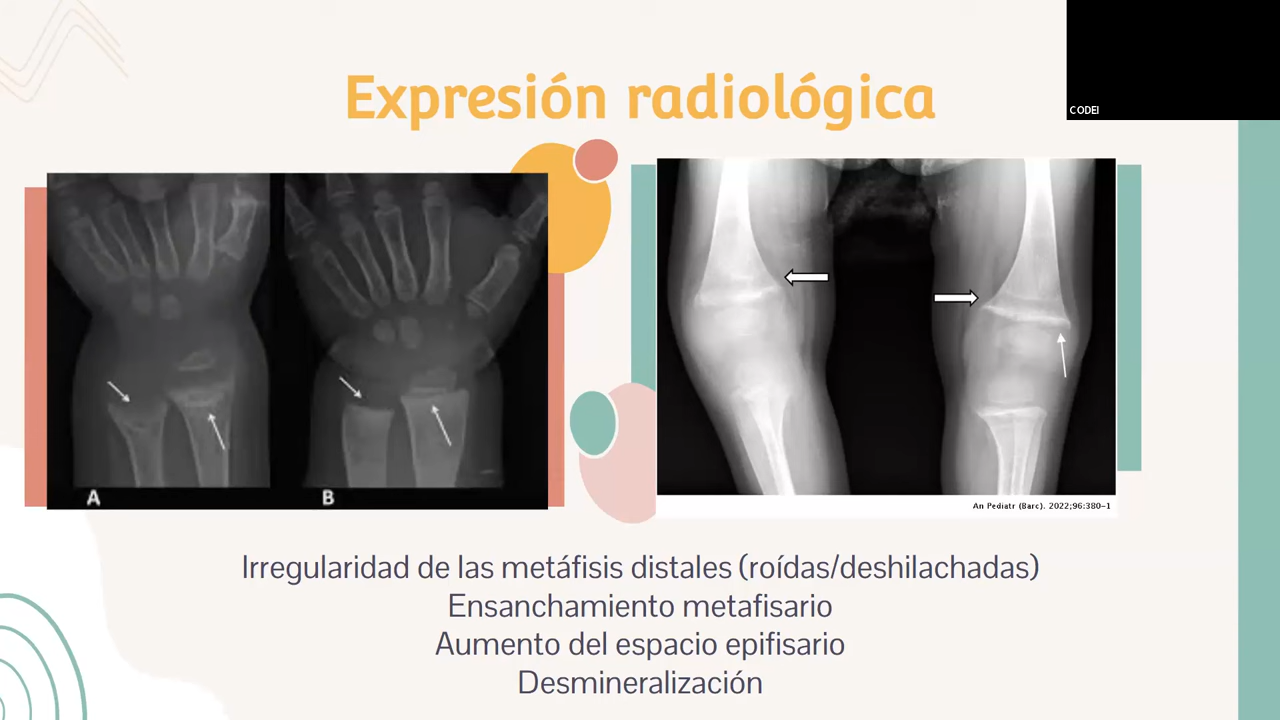 CODEI
Expresión radiológica
A
B
An Pediatr (Barc). 2022;96:380–1
Irregularidad de las metáfisis distales (roídas/deshilachadas)
Ensanchamiento metafisario
Aumento del espacio epifisario
Desmineralización